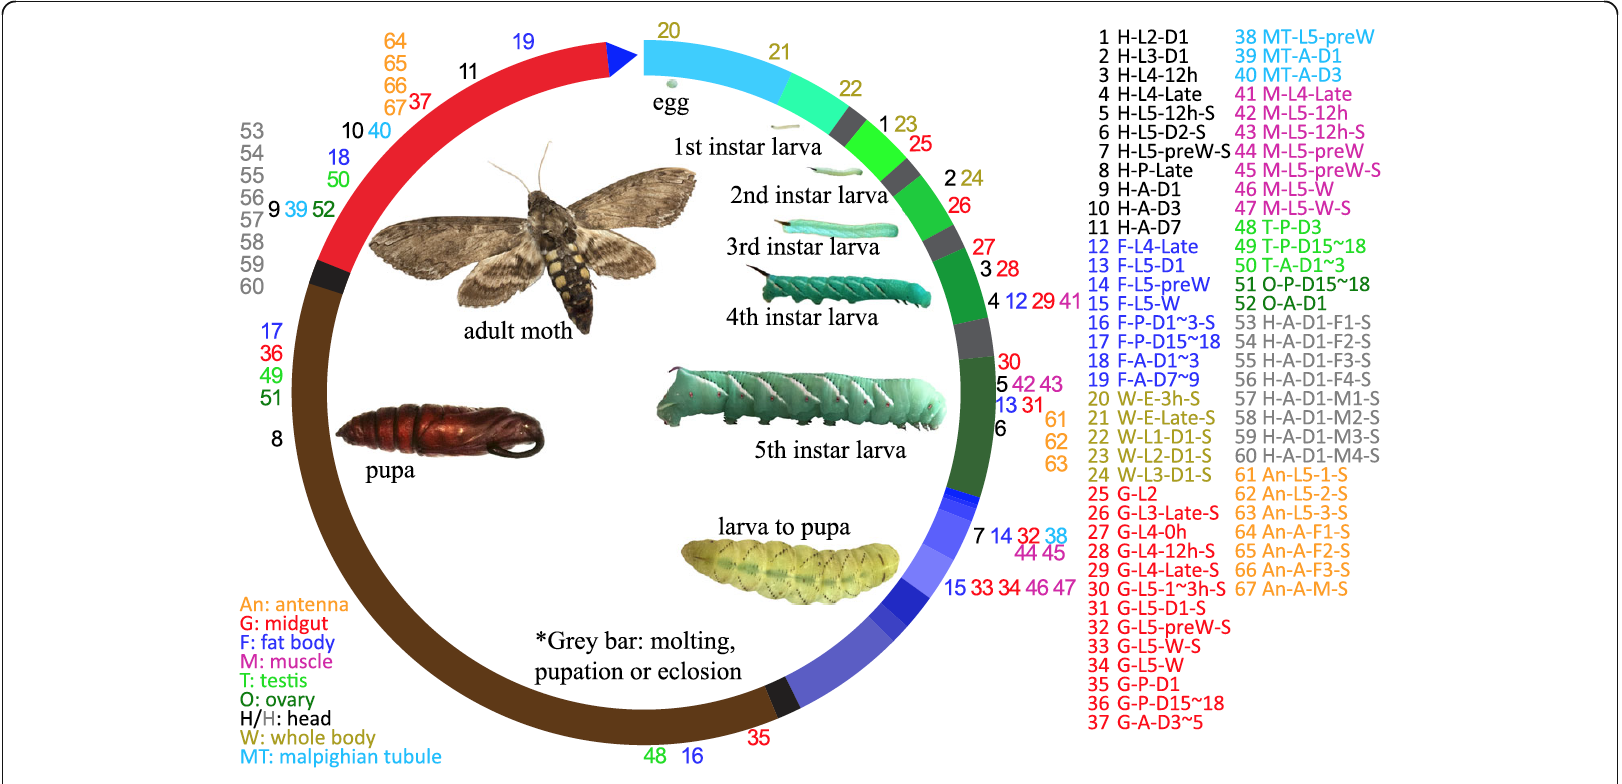 64
65
66
67
19
11
37
10 40
18
50
53
54
55
56
57
58
59
60
9 39 52
17
36
49
51
8
20
21
22
1 23
25
2 24
26
27
3 28
4 12 29 41
30
5 42 43
13 31
6
61
62
63
7 14 32 38
44 45
15 33 34 46 47
35
48 16
egg
1st instar larva
2nd instar larva
3rd instar larva
4th instar larva
5th instar larva
larva to pupa
adult moth
pupa
*Grey bar: molting,
pupation or eclosion
An: antenna
G: midgut
F: fat body
M: muscle
T: testis
O: ovary
H/H: head
W: whole body
MT: malpighian tubule
1 H-L2-D1
2 H-L3-D1
3 H-L4-12h
4 H-L4-Late
5 H-L5-12h-S
6 H-L5-D2-S
7 H-L5-preW-S
8 H-P-Late
9 H-A-D1
10 H-A-D3
11 H-A-D7
12 F-L4-Late
13 F-L5-D1
14 F-L5-preW
15 F-L5-W
16 F-P-D1~3-S
17 F-P-D15~18
18 F-A-D1~3
19 F-A-D7~9
20 W-E-3h-S
21 W-E-Late-S
22 W-L1-D1-S
23 W-L2-D1-S
24 W-L3-D1-S
25 G-L2
26 G-L3-Late-S
27 G-L4-0h
28 G-L4-12h-S
29 G-L4-Late-S
30 G-L5-1~3h-S
31 G-L5-D1-S
32 G-L5-preW-S
33 G-L5-W-S
34 G-L5-W
35 G-P-D1
36 G-P-D15~18
37 G-A-D3~5
38 MT-L5-preW
39 MT-A-D1
40 MT-A-D3
41 M-L4-Late
42 M-L5-12h
43 M-L5-12h-S
44 M-L5-preW
45 M-L5-preW-S
46 M-L5-W
47 M-L5-W-S
48 T-P-D3
49 T-P-D15~18
50 T-A-D1~3
51 O-P-D15~18
52 O-A-D1
53 H-A-D1-F1-S
54 H-A-D1-F2-S
55 H-A-D1-F3-S
56 H-A-D1-F4-S
57 H-A-D1-M1-S
58 H-A-D1-M2-S
59 H-A-D1-M3-S
60 H-A-D1-M4-S
61 An-L5-1-S
62 An-L5-2-S
63 An-L5-3-S
64 An-A-F1-S
65 An-A-F2-S
66 An-A-F3-S
67 An-A-M-S